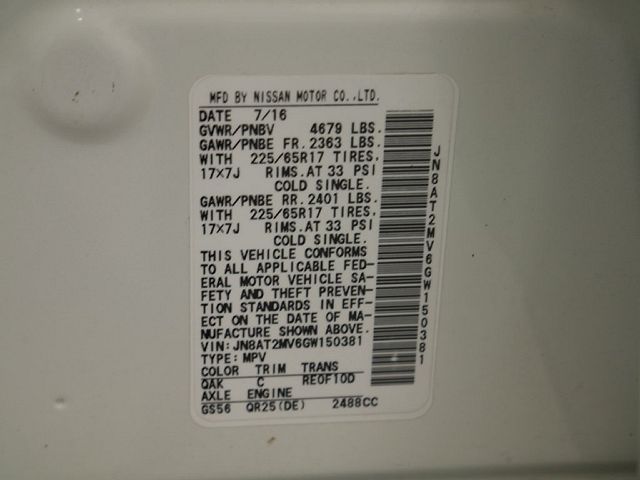 MFD BY NISSAN MOTOR CO.,LTD.
DATE 7/16
GVWR/PNBV 4679 LBS.
GAWR/PNBE FR. 2363 LBS.
WITH 225/65R17 TIRES.
17×7J RIMS. AT 33 PSI
COLD SINGLE.
GAWR/PNBE RR. 2401 LBS.
WITH 225/65R17 TIRES.
17×7J RIMS. AT 33 PSI
COLD SINGLE.
THIS VEHICLE CONFORMS
TO ALL APPLICABLE FED-
ERAL MOTOR VEHICLE SA-
FETY AND THEFT PREVEN-
TION STANDARDS IN EFF-
ECT ON THE DATE OF MA-
NUFACTURE SHOWN ABOVE.
VIN: JN8AT2MV6GW150381
TYPE: MPV
COLOR TRIM TRANS
QAK C RE0F10D
AXLE ENGINE
GS56 QR25(DE) 2488CC
JN8AT2MV6GW150381